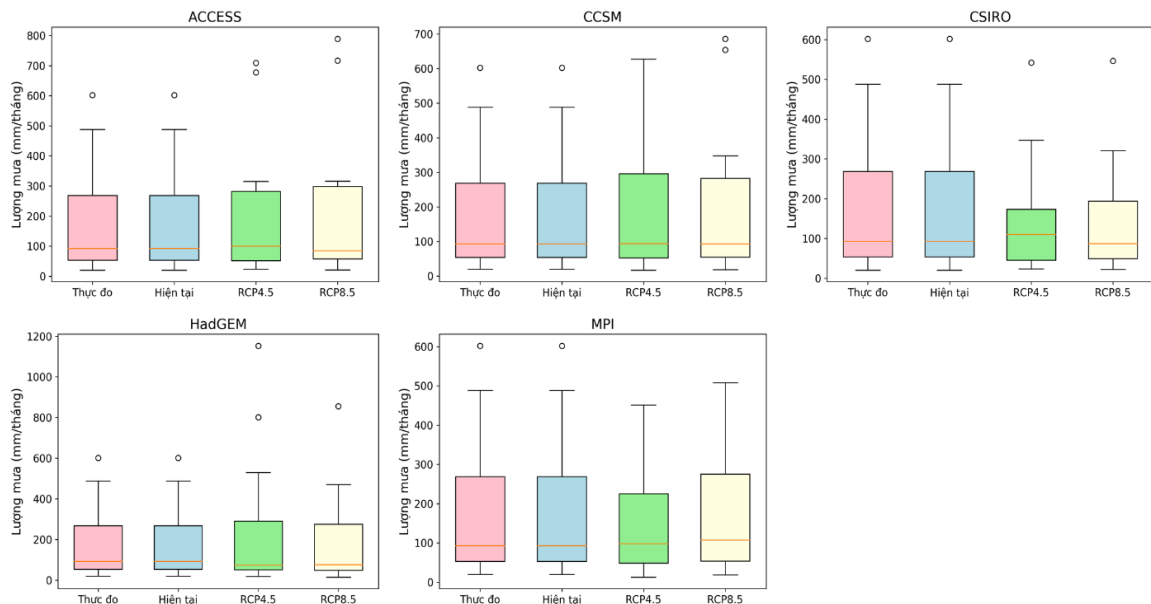 ACCESS
Lượng mưa (mm/tháng)
800
700
600
500
400
300
200
100
0
Thực đo Hiện tại RCP4.5 RCP8.5
CCSM
Lượng mưa (mm/tháng)
700
600
500
400
300
200
100
0
Thực đo Hiện tại RCP4.5 RCP8.5
CSIRO
Lượng mưa (mm/tháng)
600
500
400
300
200
100
0
Thực đo Hiện tại RCP4.5 RCP8.5
HadGEM
Lượng mưa (mm/tháng)
1200
1000
800
600
400
200
0
Thực đo Hiện tại RCP4.5 RCP8.5
MPI
Lượng mưa (mm/tháng)
600
500
400
300
200
100
0
Thực đo Hiện tại RCP4.5 RCP8.5